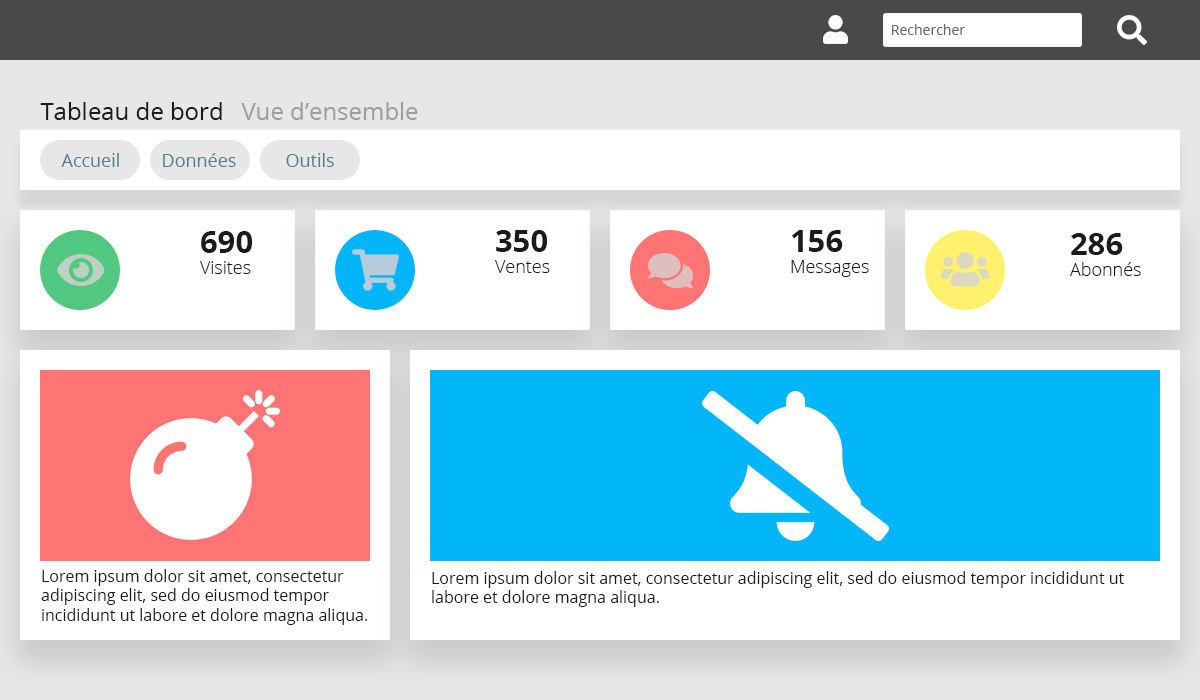 Rechercher
Tableau de bord Vue d’ensemble
Accueil Données Outils
690
Visites
350
Ventes
156
Messages
286
Abonnés
Lorem ipsum dolor sit amet, consectetur
adipiscing elit, sed do eiusmod tempor
incididunt ut labore et dolore magna aliqua.
Lorem ipsum dolor sit amet, consectetur adipiscing elit, sed do eiusmod tempor incididunt ut
labore et dolore magna aliqua.